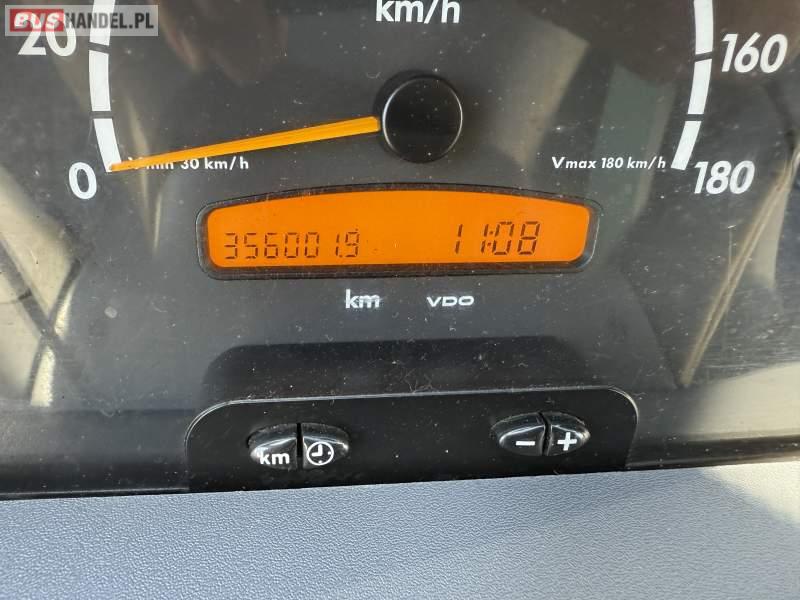 BUSHANDEL.PL
20
km/h
160
0
min 30 km/h
Vmax 180 km/h
180
356001.9
11:08
km
VDO
km
-
+